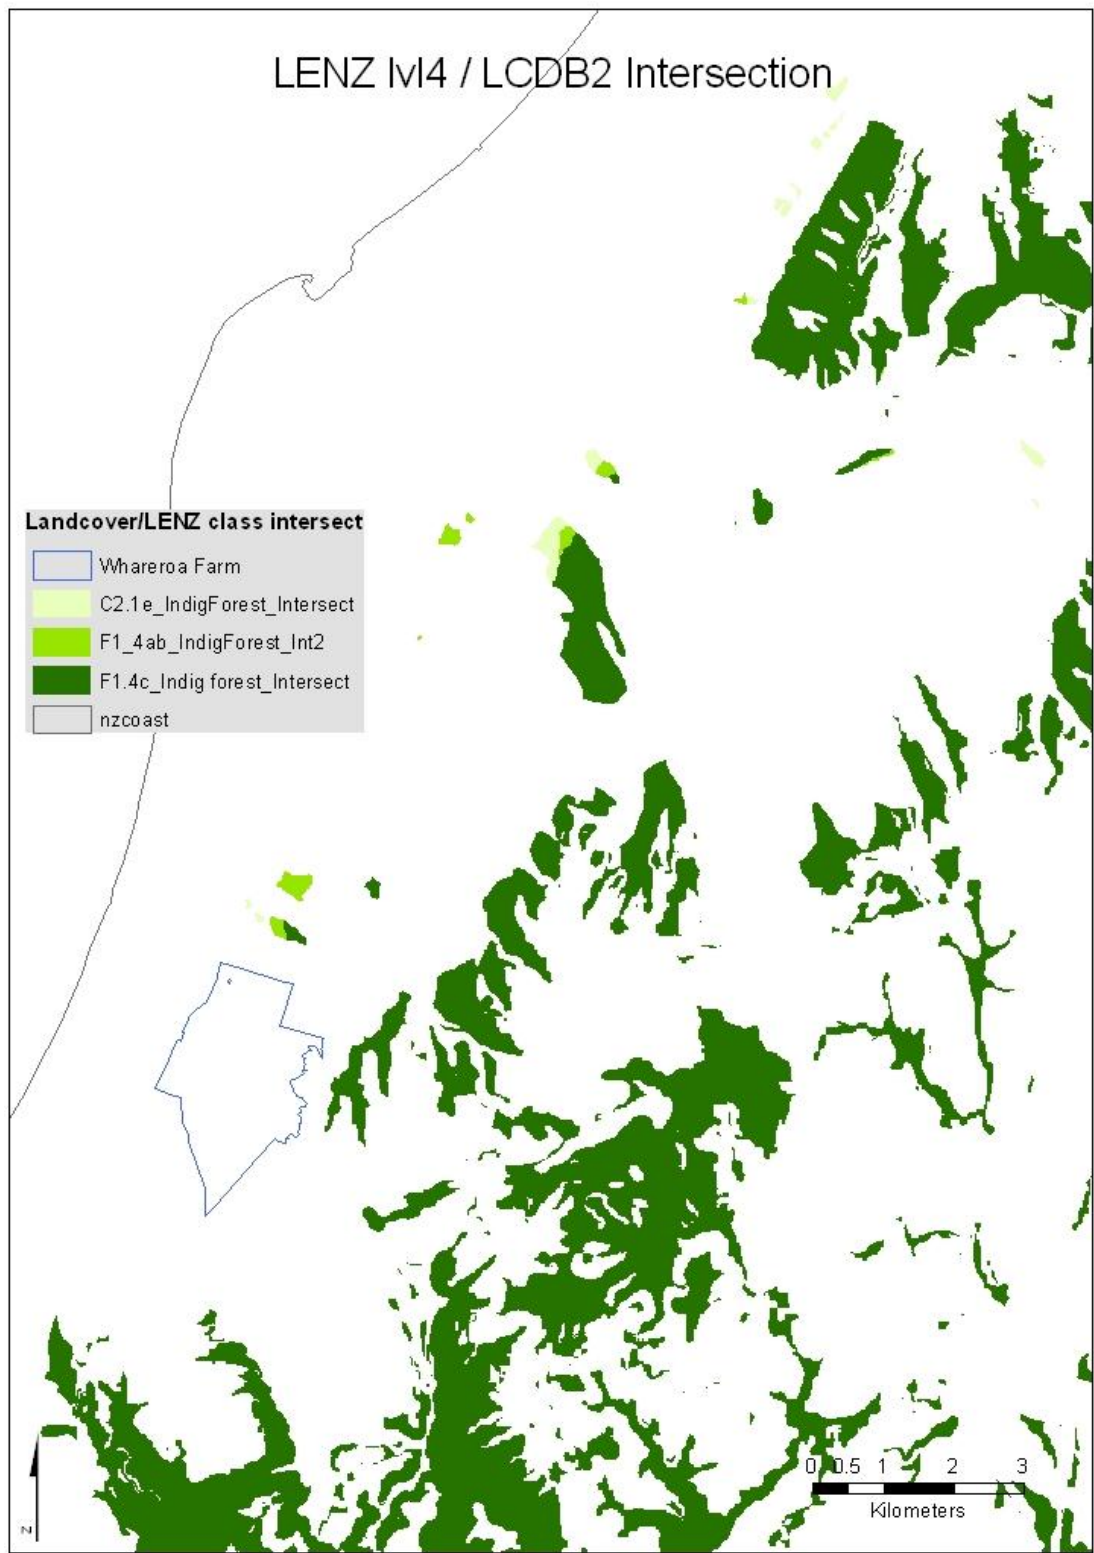 LENZ lvl4 / LCDB2 Intersection
Landcover/LENZ class intersect
Whareroa Farm
C2.1e_IndigForest_Intersect
F1_4ab_IndigForest_Int2
F1.4c_Indig forest_Intersect
nzcoast
0 0.5 1 2 3
Kilometers
N